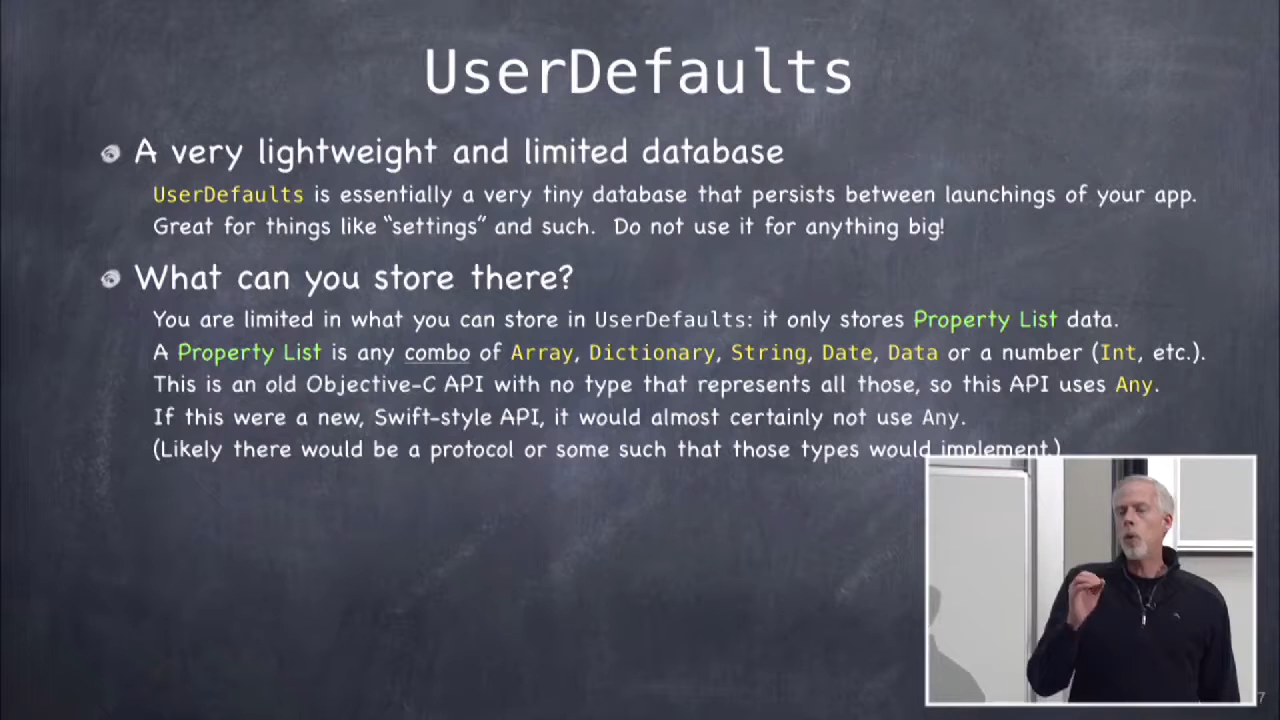 UserDefaults
A very lightweight and limited database
UserDefaults is essentially a very tiny database that persists between launchings of your app.
Great for things like “settings” and such. Do not use it for anything big!
What can you store there?
You are limited in what you can store in UserDefaults: it only stores Property List data.
A Property List is any combo of Array, Dictionary, String, Date, Data or a number (Int, etc.).
This is an old Objective-C API with no type that represents all those, so this API uses Any.
If this were a new, Swift-style API, it would almost certainly not use Any.
(Likely there would be a protocol or some such that those types would implement.)
7